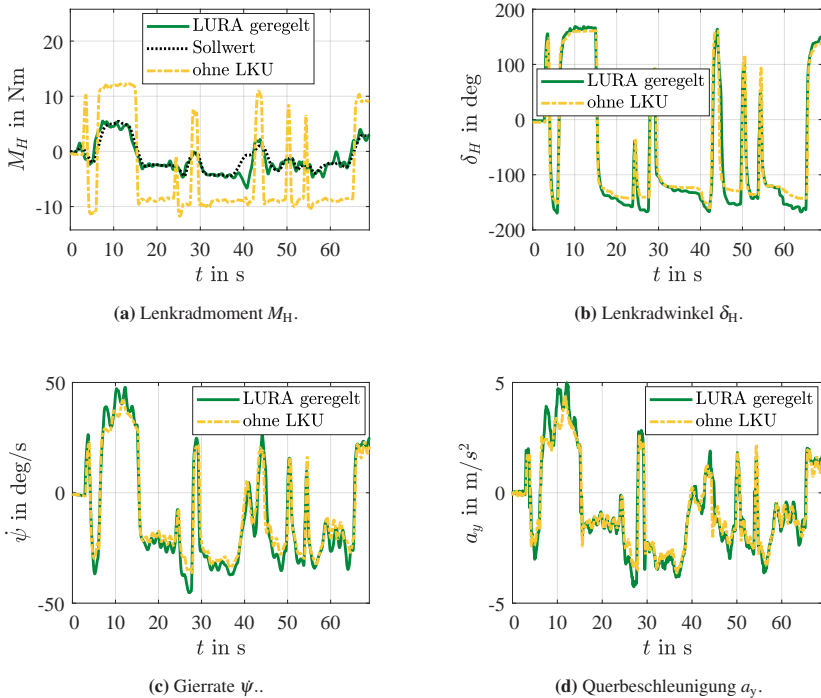 LURA geregelt
Sollwert
ohne LKU
M_H in Nm
10
0
-10
0 10 20 30 40 50 60
t in s
(a) Lenkradmoment M_H.
LURA geregelt
ohne LKU
δ_H in deg
200
100
0
-100
-200
0 20 40 60
t in s
(b) Lenkradwinkel δ_H.
LURA geregelt
ohne LKU
ψ̇ in deg/s
50
0
-50
0 10 20 30 40 50 60
t in s
(c) Gierrate ψ̇..
LURA geregelt
ohne LKU
a_y in m/s²
5
0
-5
0 10 20 30 40 50 60
t in s
(d) Querbeschleunigung a_y.